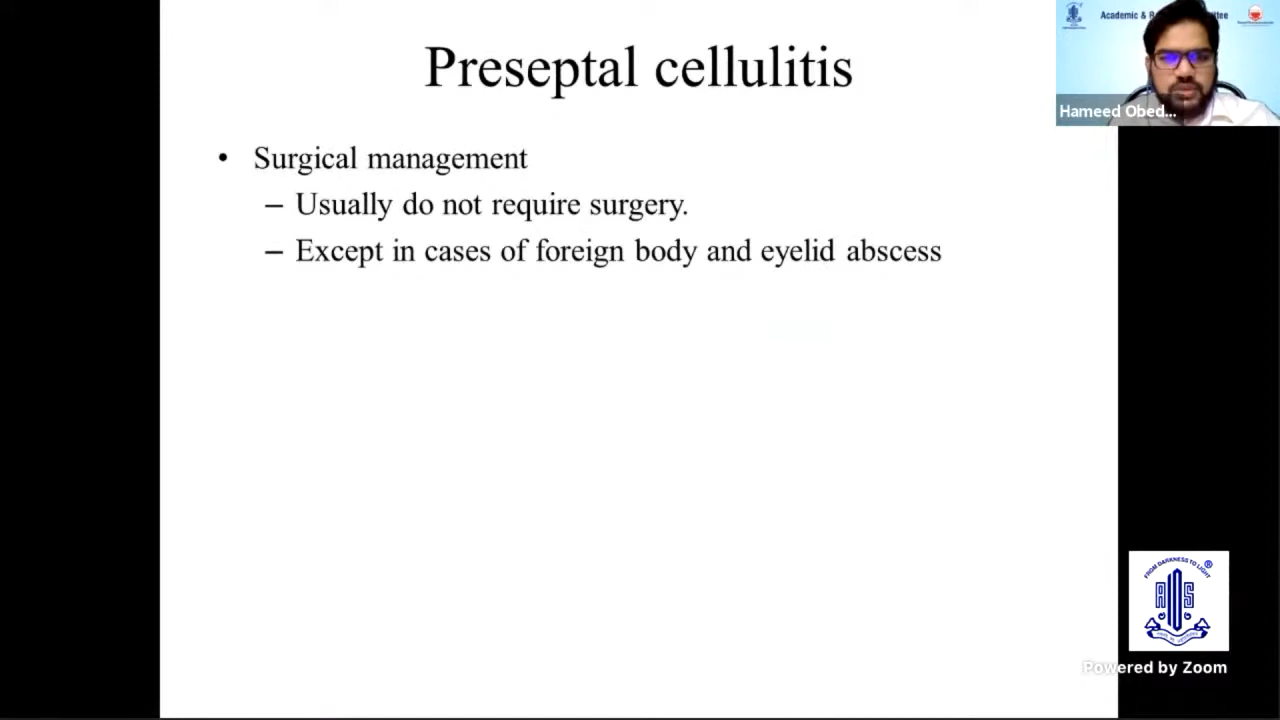 Preseptal cellulitis
• Surgical management
– Usually do not require surgery.
– Except in cases of foreign body and eyelid abscess
Academic &
Hameed Obed...
FROM DARKNESS TO LIGHT
®
AIOS
Powered by Zoom